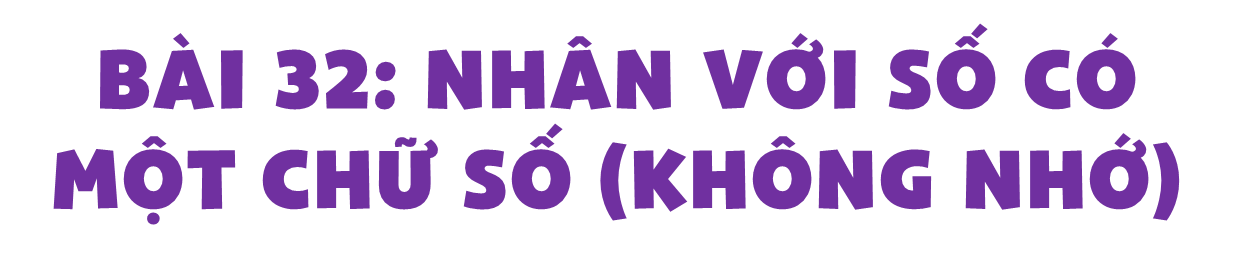 BÀI 32: NHÂN VỚI SỐ CÓ
MỘT CHỮ SỐ (KHÔNG NHỚ)